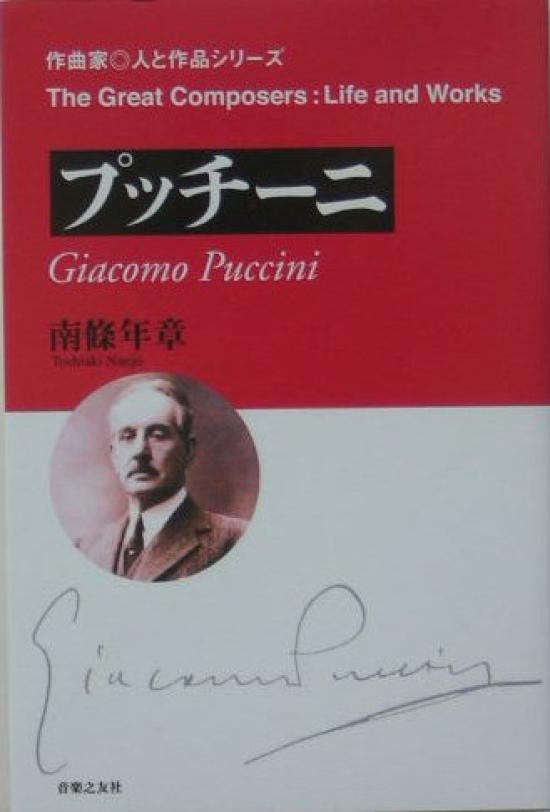 作曲家◎人と作品シリーズ
The Great Composers : Life and Works
プッチーニ
Giacomo Puccini
南條年章
Toshiaki Nanjo
Giacomo Puccini
音楽之友社